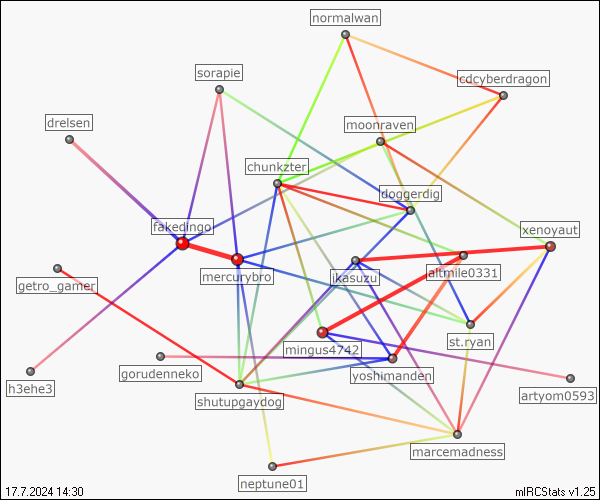 normalwan
sorapie
cdcyberdragon
drelsen
moonraven
chunkzter
doggerdig
fakedingo
xenoyaut
mercurybro
ikasuzu
altmile0331
getro_gamer
mingus4742
st.ryan
gorudenneko
yoshimanden
h3ehe3
artyom0593
shutupgaydog
marcemadness
neptune01
17.7.2024 14:30
mIRCStats v1.25